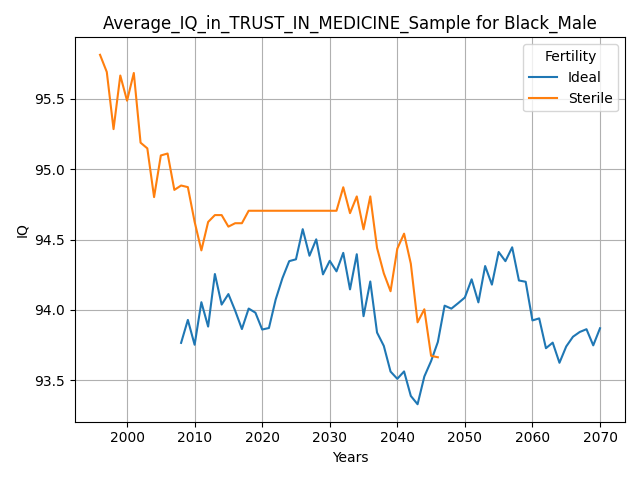 Average_IQ_in_TRUST_IN_MEDICINE_Sample for Black_Male
Fertility
Ideal
Sterile
95.5
95.0
94.5
94.0
93.5
IQ
2000 2010 2020 2030 2040 2050 2060 2070
Years